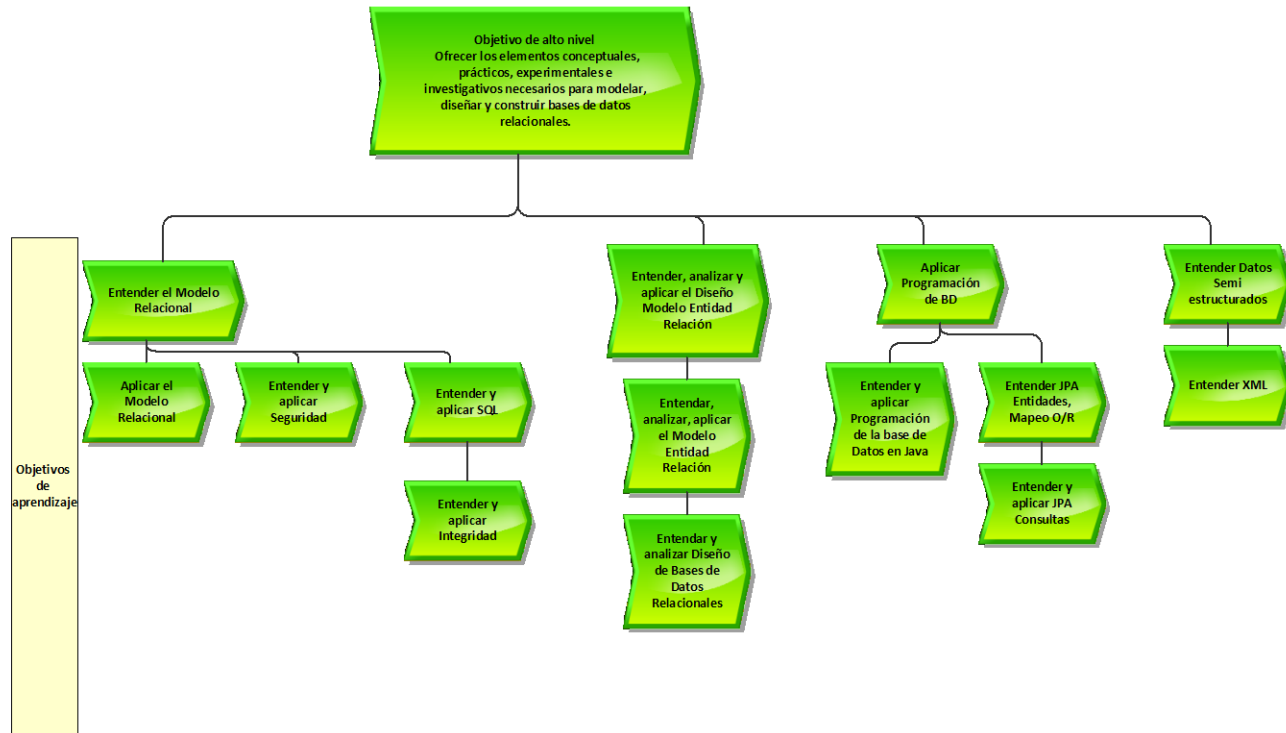 Objetivo de alto nivel
Ofrecer los elementos conceptuales,
prácticos, experimentales e
investigativos necesarios para modelar,
diseñar y construir bases de datos
relacionales.
Objetivos
de
aprendizaje
Entender el Modelo
Relacional
Entender, analizar y
aplicar el Diseño
Modelo Entidad
Relación
Aplicar
Programación
de BD
Entender Datos
Semi
estructurados
Aplicar el
Modelo
Relacional
Entender y
aplicar
Seguridad
Entender y
aplicar SQL
Entendar,
analizar, aplicar
el Modelo
Entidad
Relación
Entender y
aplicar
Programación
de la base de
Datos en Java
Entender JPA
Entidades,
Mapeo O/R
Entender XML
Entender y
aplicar
Integridad
Entendar y
analizar Diseño
de Bases de
Datos
Relacionales
Entender y
aplicar JPA
Consultas